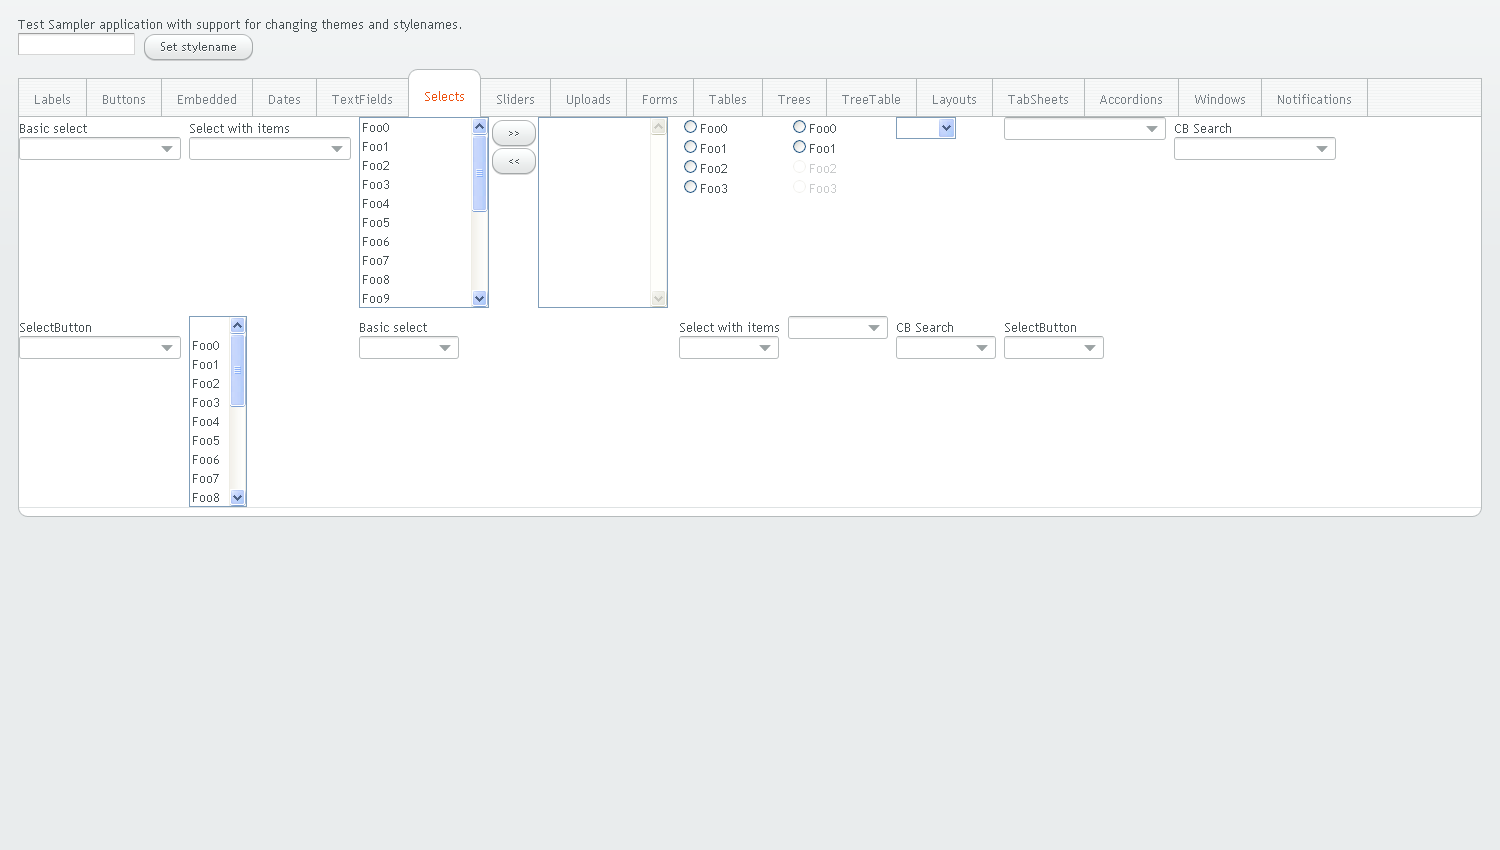 Test Sampler application with support for changing themes and stylenames.
Set stylename
Labels Buttons Embedded Dates TextFields Selects Sliders Uploads Forms Tables Trees TreeTable Layouts TabSheets Accordions Windows Notifications
Basic select
Select with items
Foo0
Foo1
Foo2
Foo3
Foo4
Foo5
Foo6
Foo7
Foo8
Foo9
>>
<<
Foo0
Foo1
Foo2
Foo3
Foo0
Foo1
Foo2
Foo3
CB Search
SelectButton
Foo0
Foo1
Foo2
Foo3
Foo4
Foo5
Foo6
Foo7
Foo8
Basic select
Select with items
CB Search
SelectButton